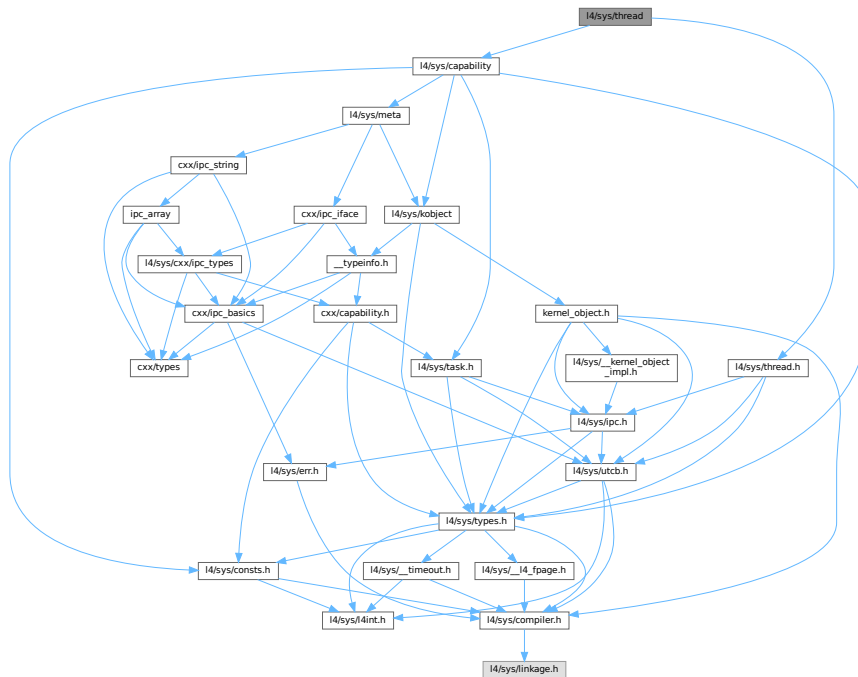 l4/sys/thread
l4/sys/capability
l4/sys/meta
cxx/ipc_string
ipc_array
cxx/ipc_iface
l4/sys/kobject
l4/sys/cxx/ipc_types
__typeinfo.h
cxx/ipc_basics
cxx/capability.h
kernel_object.h
cxx/types
l4/sys/task.h
l4/sys/__kernel_object
_impl.h
l4/sys/thread.h
l4/sys/ipc.h
l4/sys/err.h
l4/sys/utcb.h
l4/sys/types.h
l4/sys/consts.h
l4/sys/__timeout.h
l4/sys/__l4_fpage.h
l4/sys/l4int.h
l4/sys/compiler.h
l4/sys/linkage.h